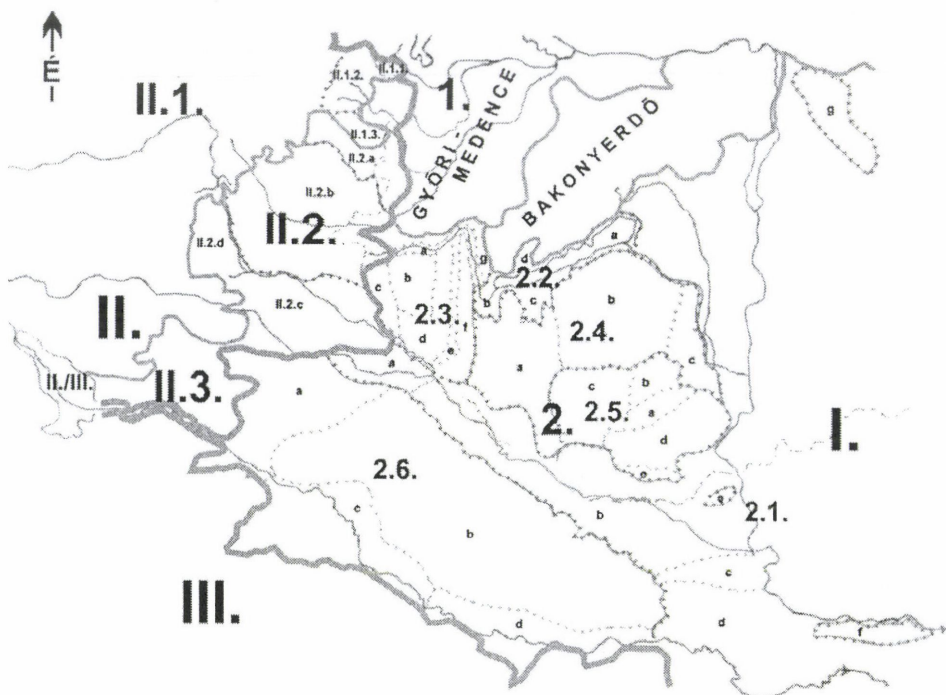 É
II.1.
II.1.2.
II.1.1.
1.
GYŐRI
MEDENCE
BAKONYERDŐ
g
II.1.3.
II.2.a
II.2.b
II.2.
II.2.d
a
g
d
a
2.2.
c
b
b
c
b
II.2.c
2.3.
2.4.
f
d
e
II.
II./III.
II.3.
a
a
a
c
b
c
2.
2.5.
a
d
I.
2.6.
e
g
2.1.
c
b
b
c
III.
d
d
f